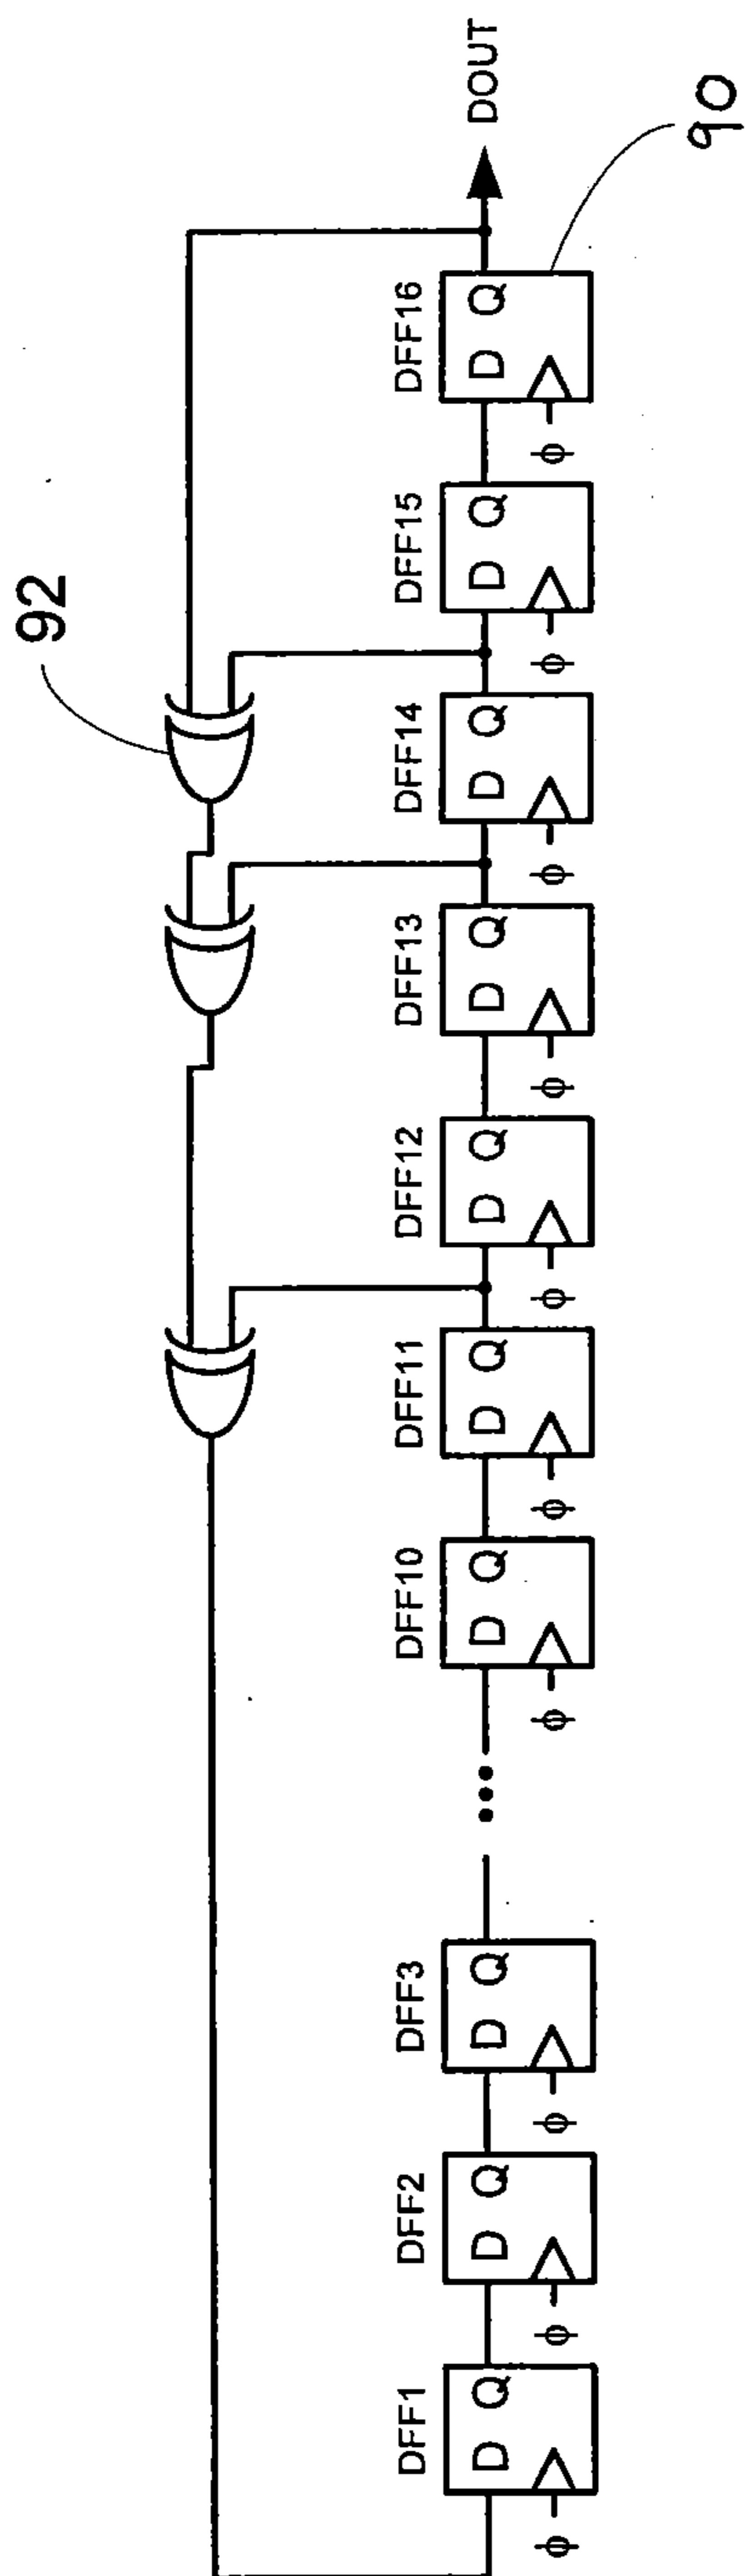 92
DFF1
DFF2
DFF3
DFF10
DFF11
DFF12
DFF13
DFF14
DFF15
DFF16
D Q
D Q
D Q
D Q
D Q
D Q
D Q
D Q
D Q
D Q
DOUT
ϕ
ϕ
ϕ
ϕ
ϕ
ϕ
ϕ
ϕ
ϕ
ϕ
90